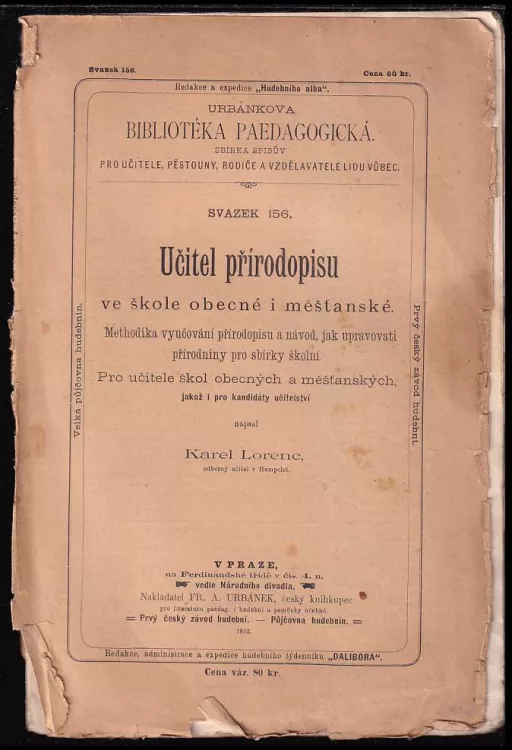 Svazek 156.
Cena 60 kr.
Redakce a expedice „Hudebního alba“.
URBÁNKOVA
BIBLIOTÉKA PAEDAGOGICKÁ.
SBÍRKA SPISŮV
PRO UČITELE, PĚSTOUNY, RODIČE A VZDĚLAVATELE LIDU VŮBEC.
SVAZEK 156.
Učitel přírodopisu
ve škole obecné i měšťanské.
Methodika vyučování přírodopisu a návod, jak upravovati
přírodniny pro sbírky školní
Pro učitele škol obecných a měšťanských,
jakož i pro kandidáty učitelství
napsal
Karel Lorenc,
odborný učitel v Humpolci.
Velká půjčovna hudebnin.
Prvý český závod hudební.
V PRAZE,
na Ferdinandské třídě v čís. 4. n.
vedle Národního divadla.
Nakladatel FR. A. URBÁNEK, český knihkupec
pro literaturu paedag. i hudební a pomůcky učebné.
Prvý český závod hudební. — Půjčovna hudebnin.
Redakce, administrace a expedice hudebního týdenníku „DALIBORA“.
Cena váz. 80 kr.